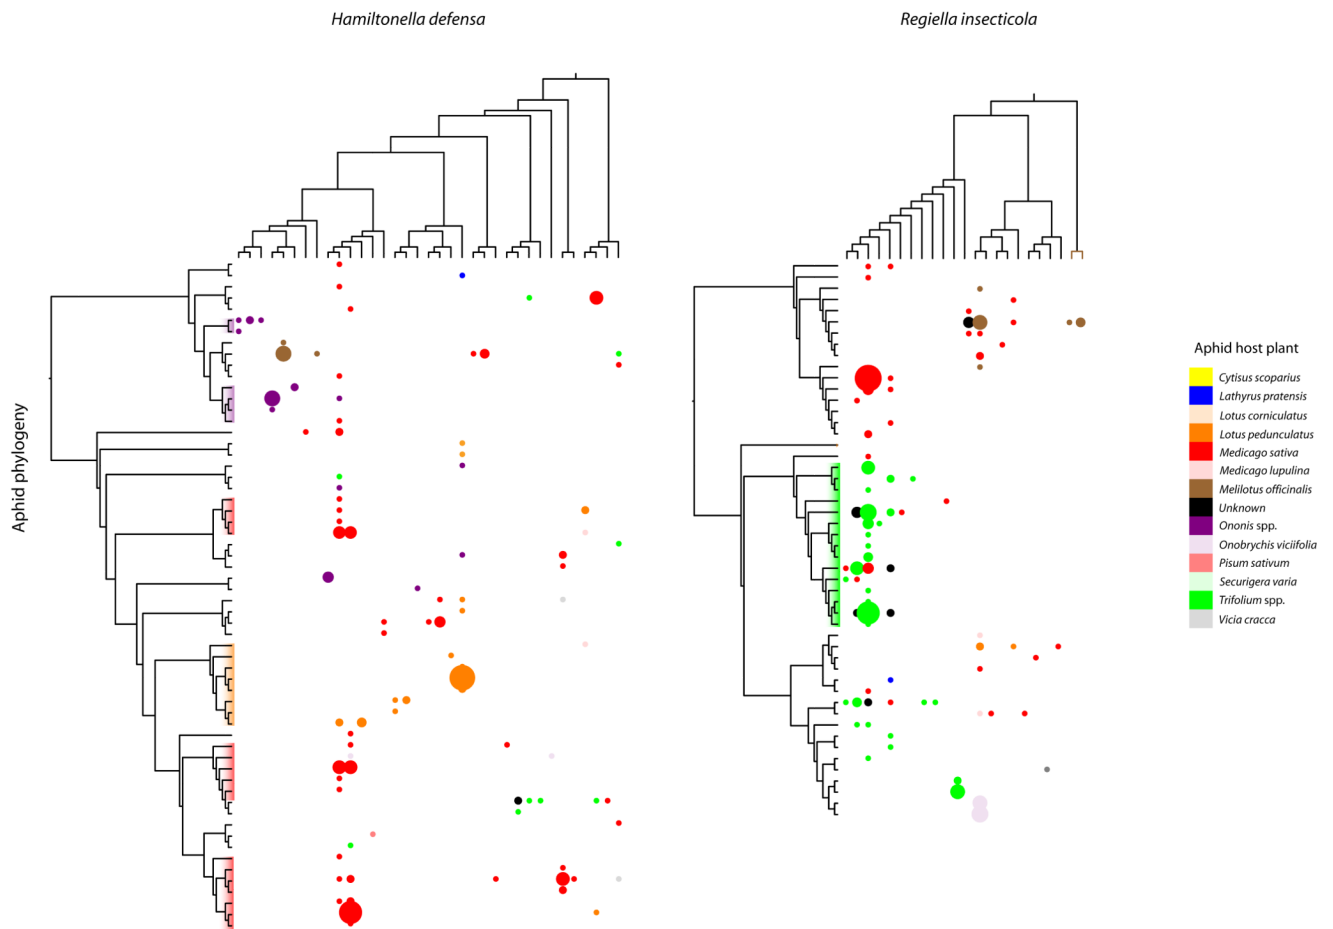 Hamiltonella defensa
Regiella insecticola
Aphid phylogeny
Aphid host plant
Cytisus scoparius
Lathyrus pratensis
Lotus corniculatus
Lotus pedunculatus
Medicago sativa
Medicago lupulina
Melilotus officinalis
Unknown
Ononis spp.
Onobrychis viciifolia
Pisum sativum
Securigera varia
Trifolium spp.
Vicia cracca